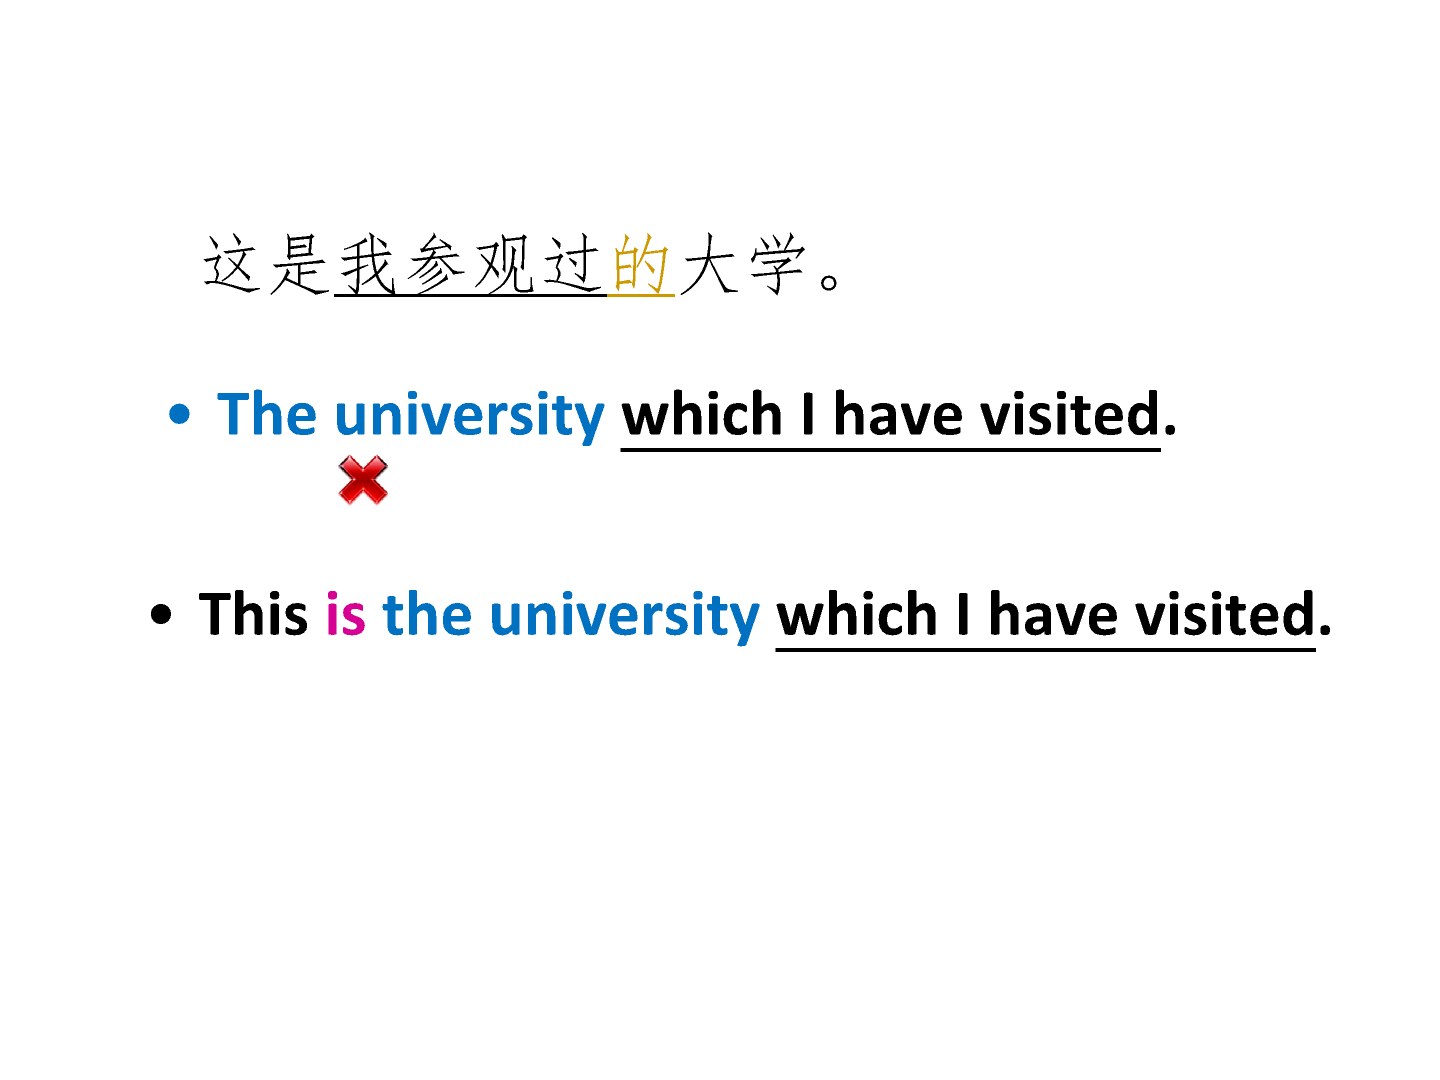 这是我参观过的大学。
• The university which I have visited.
• This is the university which I have visited.